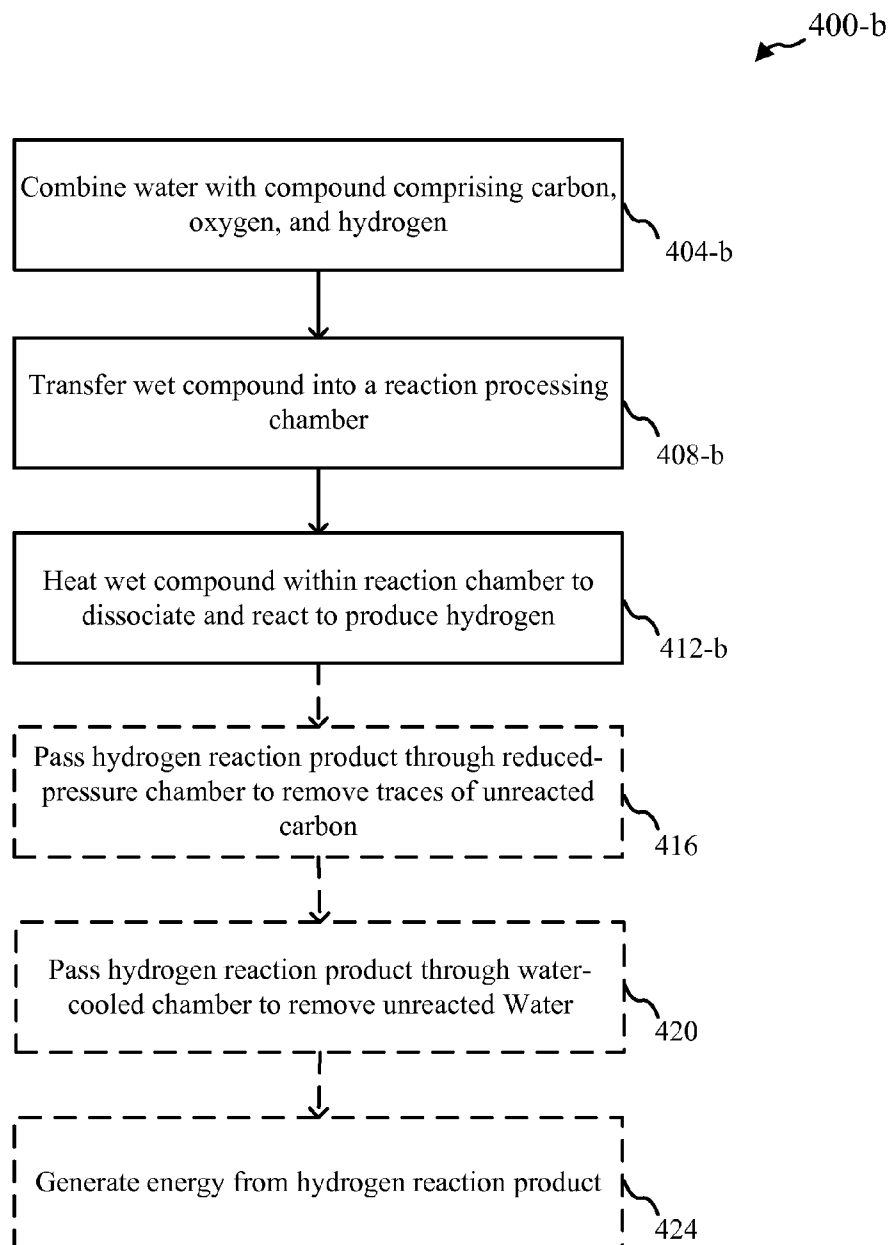 400-b
Combine water with compound comprising carbon,
oxygen, and hydrogen
404-b
Transfer wet compound into a reaction processing
chamber
408-b
Heat wet compound within reaction chamber to
dissociate and react to produce hydrogen
412-b
Pass hydrogen reaction product through reduced-
pressure chamber to remove traces of unreacted
carbon
416
Pass hydrogen reaction product through water-
cooled chamber to remove unreacted Water
420
Generate energy from hydrogen reaction product
424